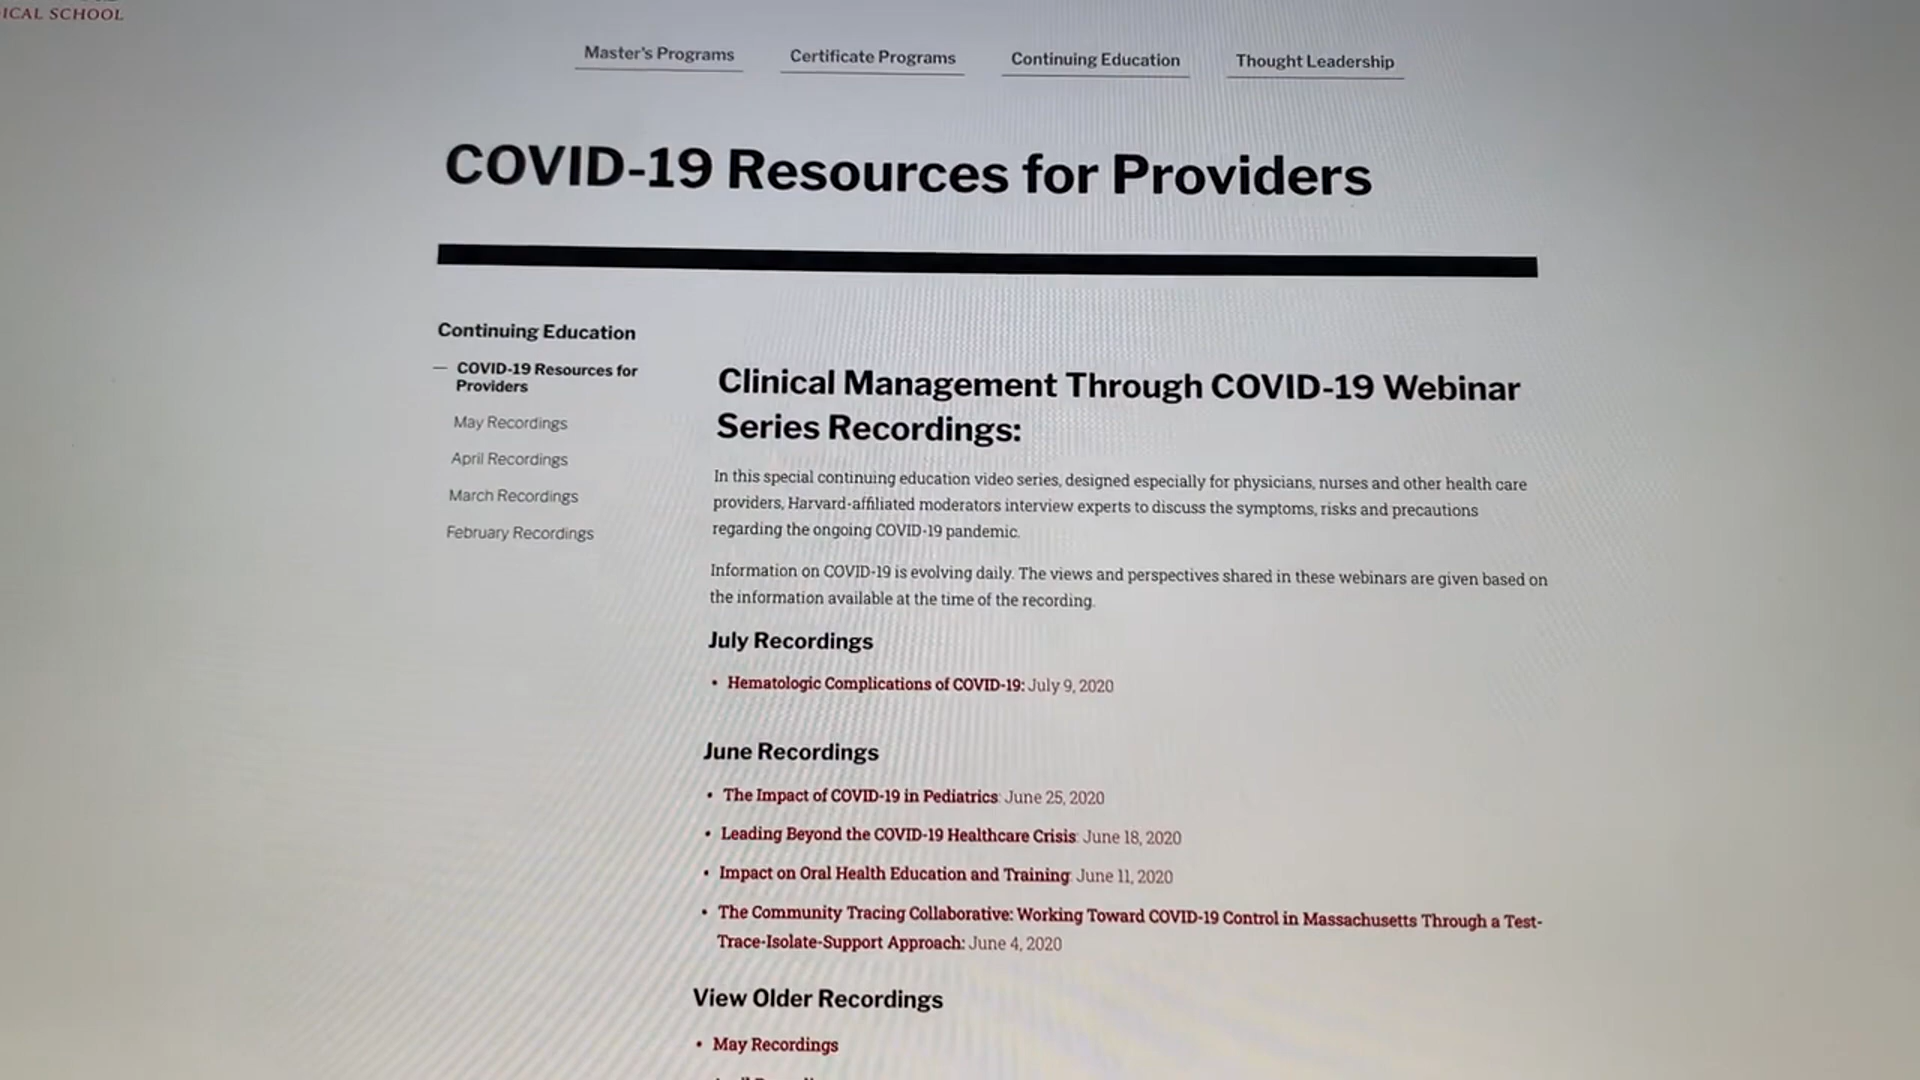 ICAL SCHOOL
Master's Programs
Certificate Programs
Continuing Education
Thought Leadership
COVID-19 Resources for Providers
Continuing Education
— COVID-19 Resources for
Providers
May Recordings
April Recordings
March Recordings
February Recordings
Clinical Management Through COVID-19 Webinar
Series Recordings:
In this special continuing education video series, designed especially for physicians, nurses and other health care
providers, Harvard-affiliated moderators interview experts to discuss the symptoms, risks and precautions
regarding the ongoing COVID-19 pandemic.
Information on COVID-19 is evolving daily. The views and perspectives shared in these webinars are given based on
the information available at the time of the recording.
July Recordings
• Hematologic Complications of COVID-19: July 9, 2020
June Recordings
• The Impact of COVID-19 in Pediatrics: June 25, 2020
• Leading Beyond the COVID-19 Healthcare Crisis: June 18, 2020
• Impact on Oral Health Education and Training: June 11, 2020
• The Community Tracing Collaborative: Working Toward COVID-19 Control in Massachusetts Through a Test-
Trace-Isolate-Support Approach: June 4, 2020
View Older Recordings
• May Recordings